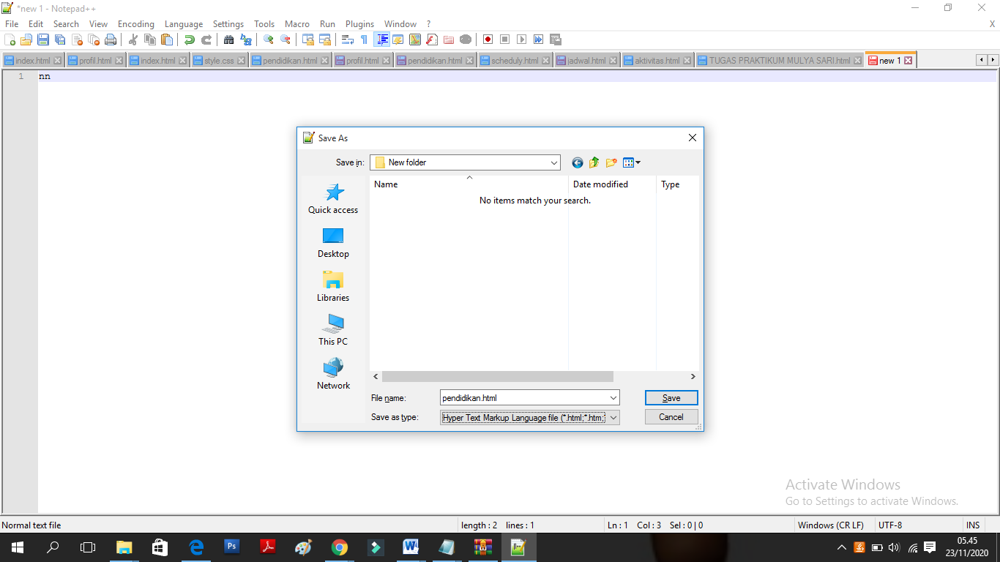 *new 1 - Notepad++
File Edit Search View Encoding Language Settings Tools Macro Run Plugins Window ? X
index.html profil.html index.html style.css pendidikan.html profil.html pendidikan.html scheduly.html jadwal.html aktivitas.html TUGAS PRAKTIKUM MULYA SARI.html new 1
1 nn
Save As
Save in: New folder
Name Date modified Type
No items match your search.
Quick access
Desktop
Libraries
This PC
Network
File name: pendidikan.html Save
Save as type: Hyper Text Markup Language file (*.html;*.htm; Cancel
Activate Windows
Go to Settings to activate Windows.
Normal text file length : 2 lines : 1 Ln : 1 Col : 3 Sel : 0 | 0 Windows (CR LF) UTF-8 INS
05.45
23/11/2020